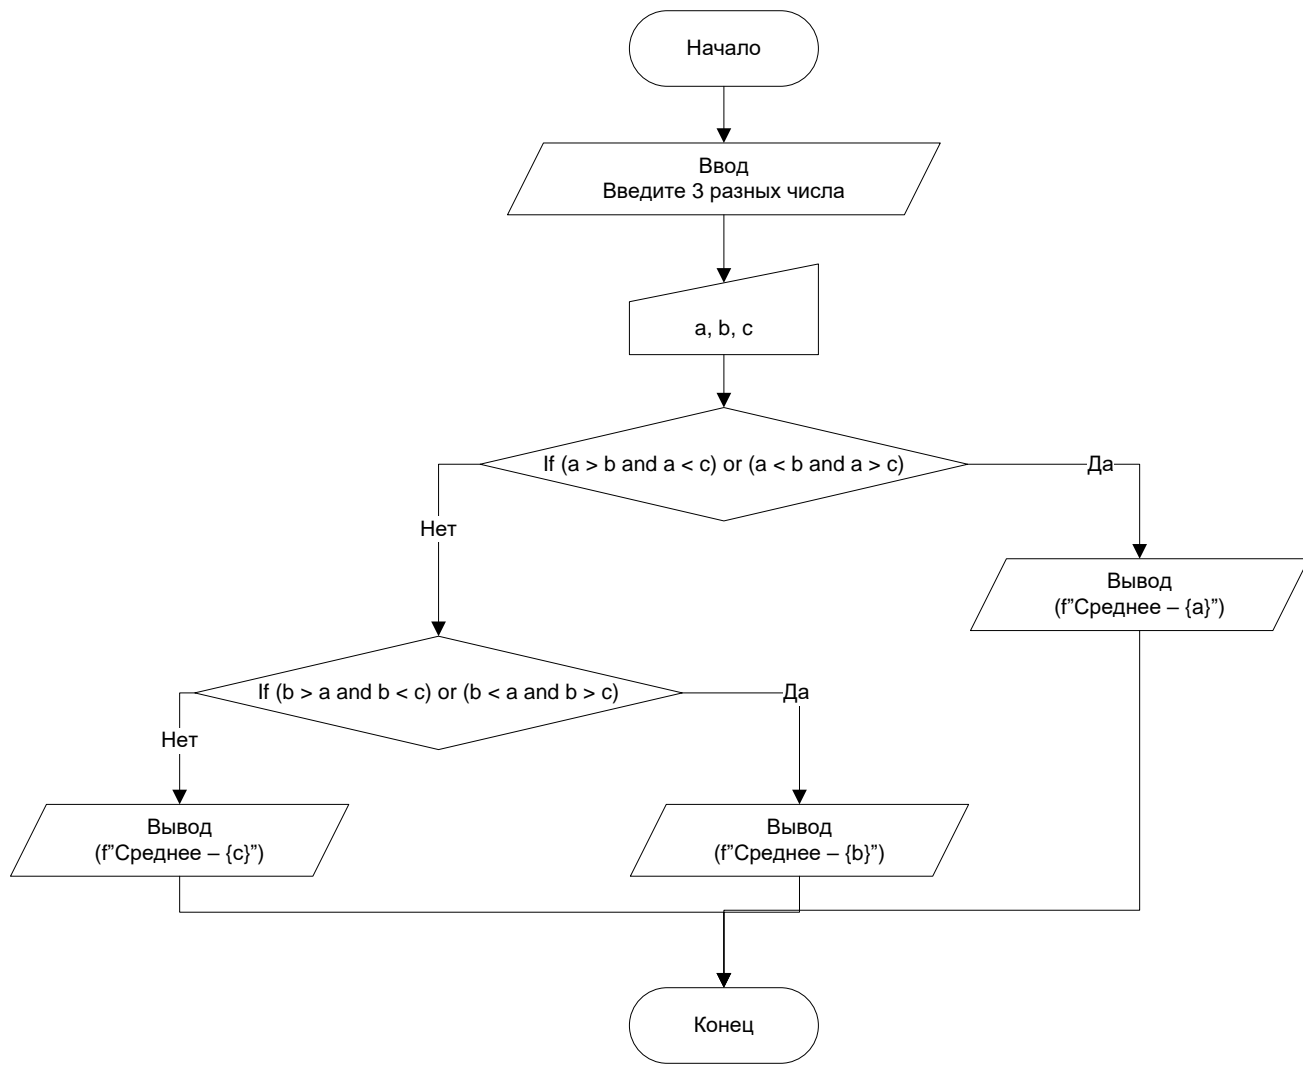 Начало
Ввод
Введите 3 разных числа
a, b, c
If (a > b and a < c) or (a < b and a > c)
Да
Нет
Вывод
(f”Среднее – {a}”)
If (b > a and b < c) or (b < a and b > c)
Да
Нет
Вывод
(f”Среднее – {c}”)
Вывод
(f”Среднее – {b}”)
Конец